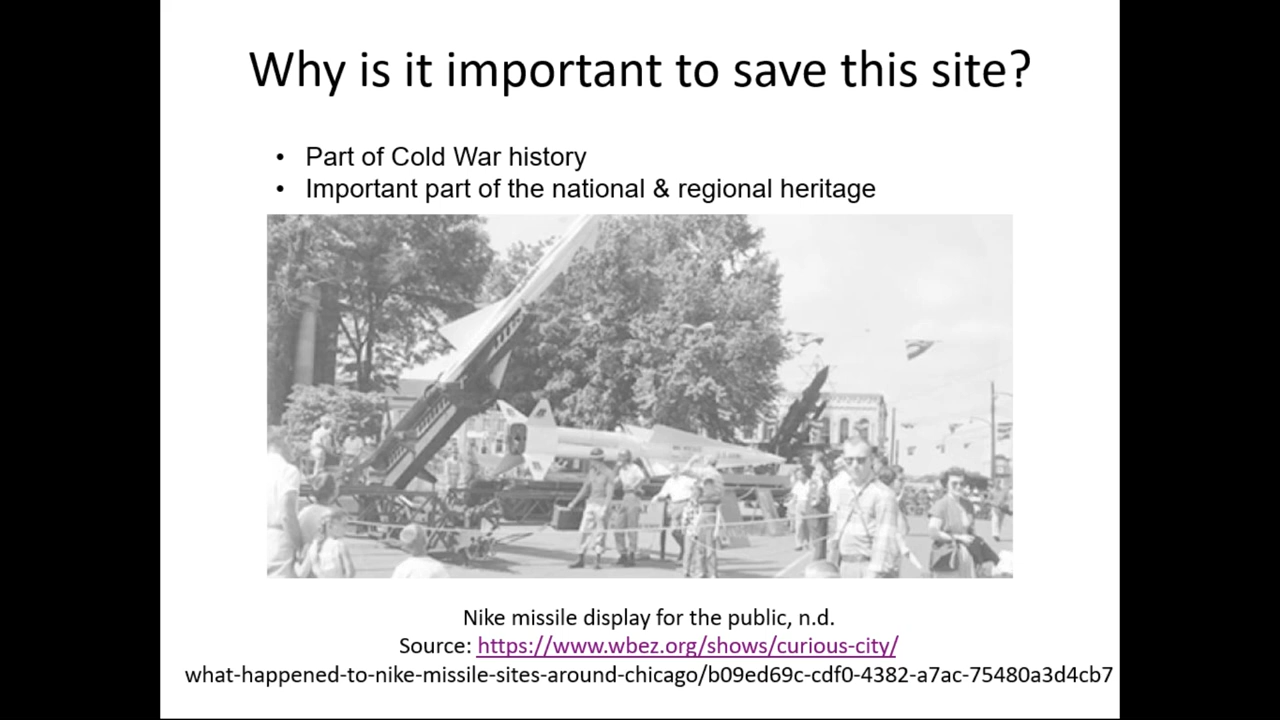 Why is it important to save this site?
• Part of Cold War history
• Important part of the national & regional heritage
Nike missile display for the public, n.d.
Source: https://www.wbez.org/shows/curious-city/
what-happened-to-nike-missile-sites-around-chicago/b09ed69c-cdf0-4382-a7ac-75480a3d4cb7